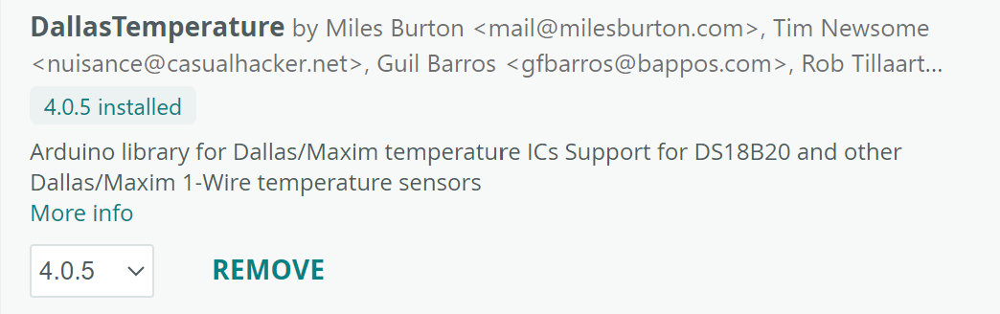 DallasTemperature by Miles Burton <mail@milesburton.com>, Tim Newsome
<nuisance@casualhacker.net>, Guil Barros <gfbarros@bappos.com>, Rob Tillaart...
4.0.5 installed
Arduino library for Dallas/Maxim temperature ICs Support for DS18B20 and other
Dallas/Maxim 1-Wire temperature sensors
More info
4.0.5 REMOVE